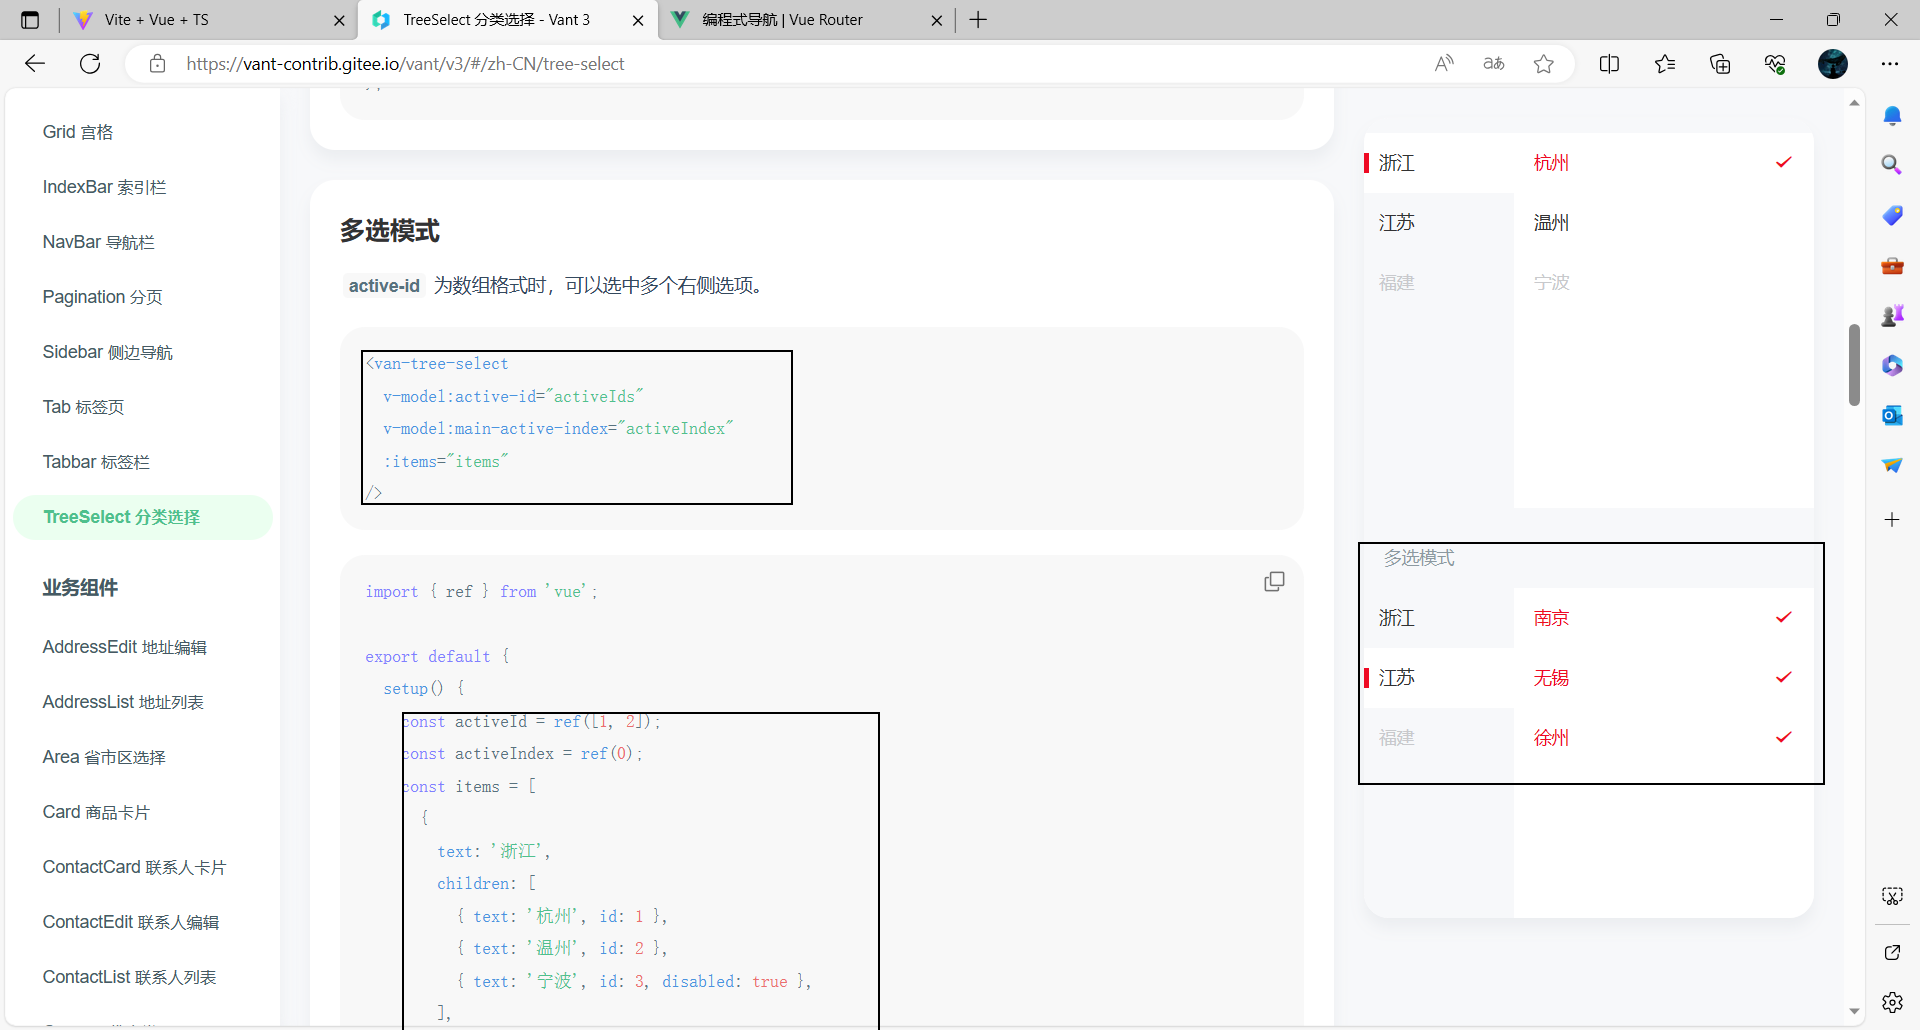 Vite + Vue + TS
TreeSelect 分类选择 - Vant 3
编程式导航 | Vue Router
https://vant-contrib.gitee.io/vant/v3/#/zh-CN/tree-select
Grid 宫格
IndexBar 索引栏
NavBar 导航栏
Pagination 分页
Sidebar 侧边导航
Tab 标签页
Tabbar 标签栏
TreeSelect 分类选择
业务组件
AddressEdit 地址编辑
AddressList 地址列表
Area 省市区选择
Card 商品卡片
ContactCard 联系人卡片
ContactEdit 联系人编辑
ContactList 联系人列表
多选模式
active-id 为数组格式时，可以选中多个右侧选项。
<van-tree-select
v-model:active-id="activeIds"
v-model:main-active-index="activeIndex"
:items="items"
/>
import { ref } from 'vue';
export default {
setup() {
const activeId = ref([1, 2]);
const activeIndex = ref(0);
const items = [
{
text: '浙江',
children: [
{ text: '杭州', id: 1 },
{ text: '温州', id: 2 },
{ text: '宁波', id: 3, disabled: true },
],
浙江 杭州
江苏 温州
福建 宁波
多选模式
浙江 南京
江苏 无锡
福建 徐州